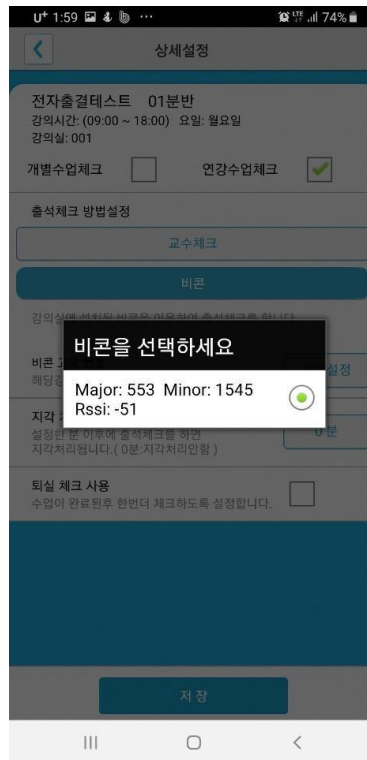 U⁺ 1:59 ··· LTE 74%
상세설정
전자출결테스트 01분반
강의시간: (09:00 ~ 18:00) 요일: 월요일
강의실: 001
개별수업체크 연강수업체크
출석체크 방법설정
교수체크
비콘
강의실에 설치된 비콘을 이용하여 출석체크를 합니다.
비콘을 선택하세요
비콘 설정
해당
Major: 553 Minor: 1545
Rssi: -51
지각 0 분
설정한 분 이후에 출석체크를 하면
지각처리됩니다.( 0분:지각처리안함 )
퇴실 체크 사용
수업이 완료된후 한번더 체크하도록 설정합니다.
저 장